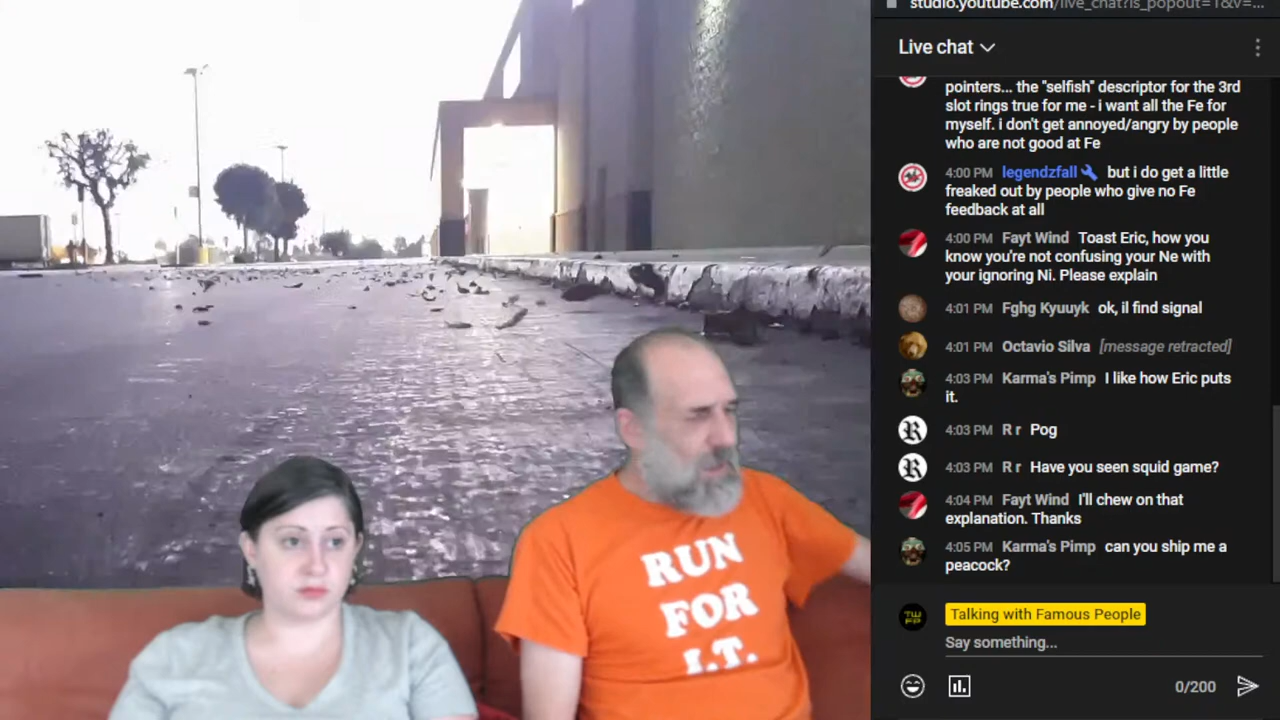 studio.youtube.com/live_chat?is_popout=1&v=...
Live chat
pointers... the "selfish" descriptor for the 3rd
slot rings true for me - i want all the Fe for
myself. i don't get annoyed/angry by people
who are not good at Fe
4:00 PM legendzfall but i do get a little
freaked out by people who give no Fe
feedback at all
4:00 PM Fayt Wind Toast Eric, how you
know you're not confusing your Ne with
your ignoring Ni. Please explain
4:01 PM Fghg Kyuuyk ok, il find signal
4:01 PM Octavio Silva [message retracted]
4:03 PM Karma's Pimp I like how Eric puts
it.
4:03 PM R r Pog
4:03 PM R r Have you seen squid game?
4:04 PM Fayt Wind I'll chew on that
explanation. Thanks
4:05 PM Karma's Pimp can you ship me a
peacock?
TW
FP
Talking with Famous People
Say something...
0/200
RUN
FOR
I.T.